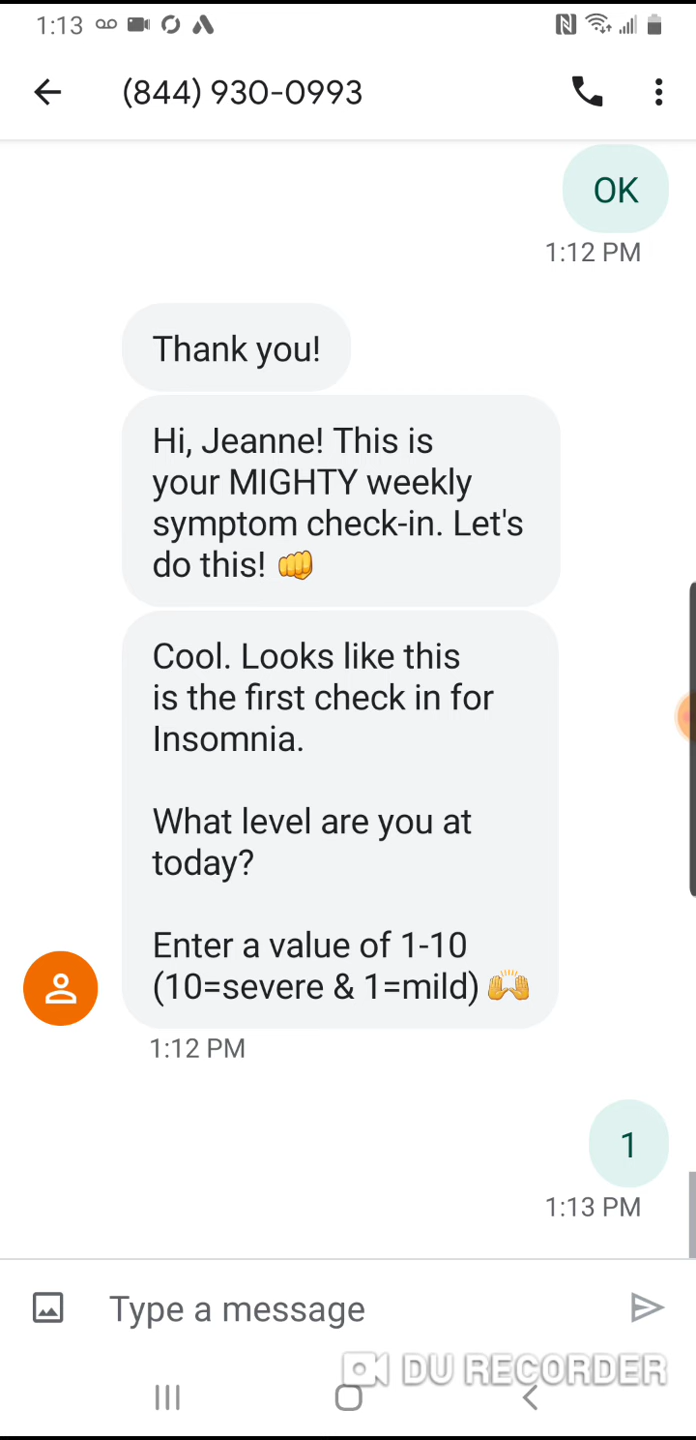 1:13
(844) 930-0993
OK
1:12 PM
Thank you!
Hi, Jeanne! This is
your MIGHTY weekly
symptom check-in. Let's
do this! 👊
Cool. Looks like this
is the first check in for
Insomnia.
What level are you at
today?
Enter a value of 1-10
(10=severe & 1=mild) 🙌
1:12 PM
1
1:13 PM
Type a message
DU RECORDER